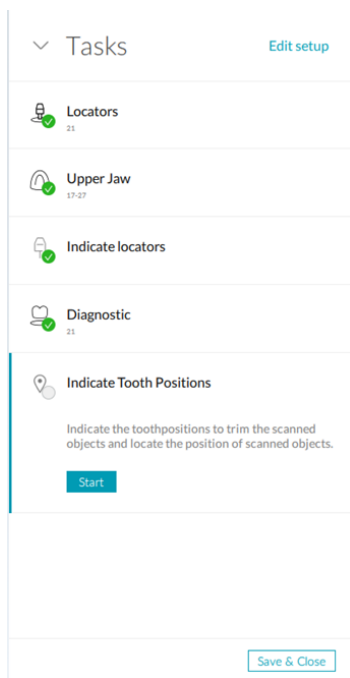 Tasks
Edit setup
Locators
21
Upper Jaw
17-27
Indicate locators
Diagnostic
21
Indicate Tooth Positions
Indicate the toothpositions to trim the scanned
objects and locate the position of scanned objects.
Start
Save & Close